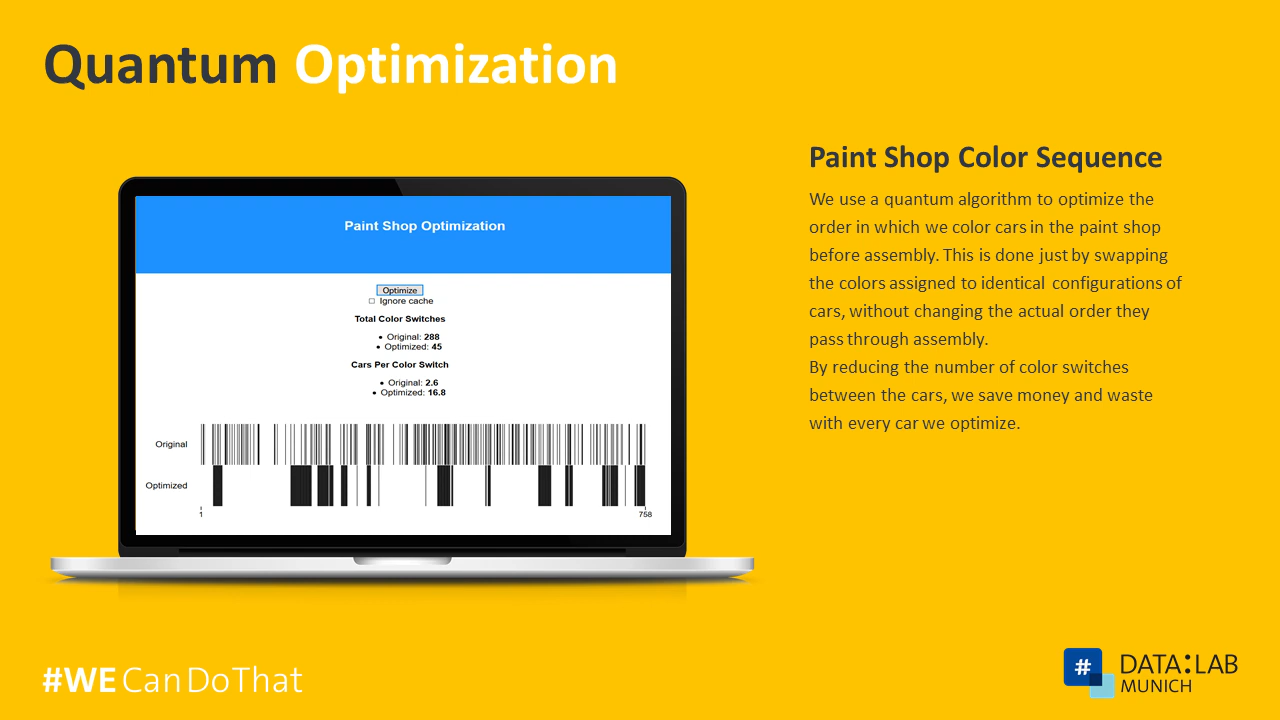 Quantum Optimization
Paint Shop Optimization
Optimize
Ignore cache
Total Color Switches
• Original: 288
• Optimized: 45
Cars Per Color Switch
• Original: 2.6
• Optimized: 16.8
Original
Optimized
1
758
Paint Shop Color Sequence
We use a quantum algorithm to optimize the
order in which we color cars in the paint shop
before assembly. This is done just by swapping
the colors assigned to identical configurations of
cars, without changing the actual order they
pass through assembly.
By reducing the number of color switches
between the cars, we save money and waste
with every car we optimize.
#WECanDoThat
#
DATA:LAB
MUNICH